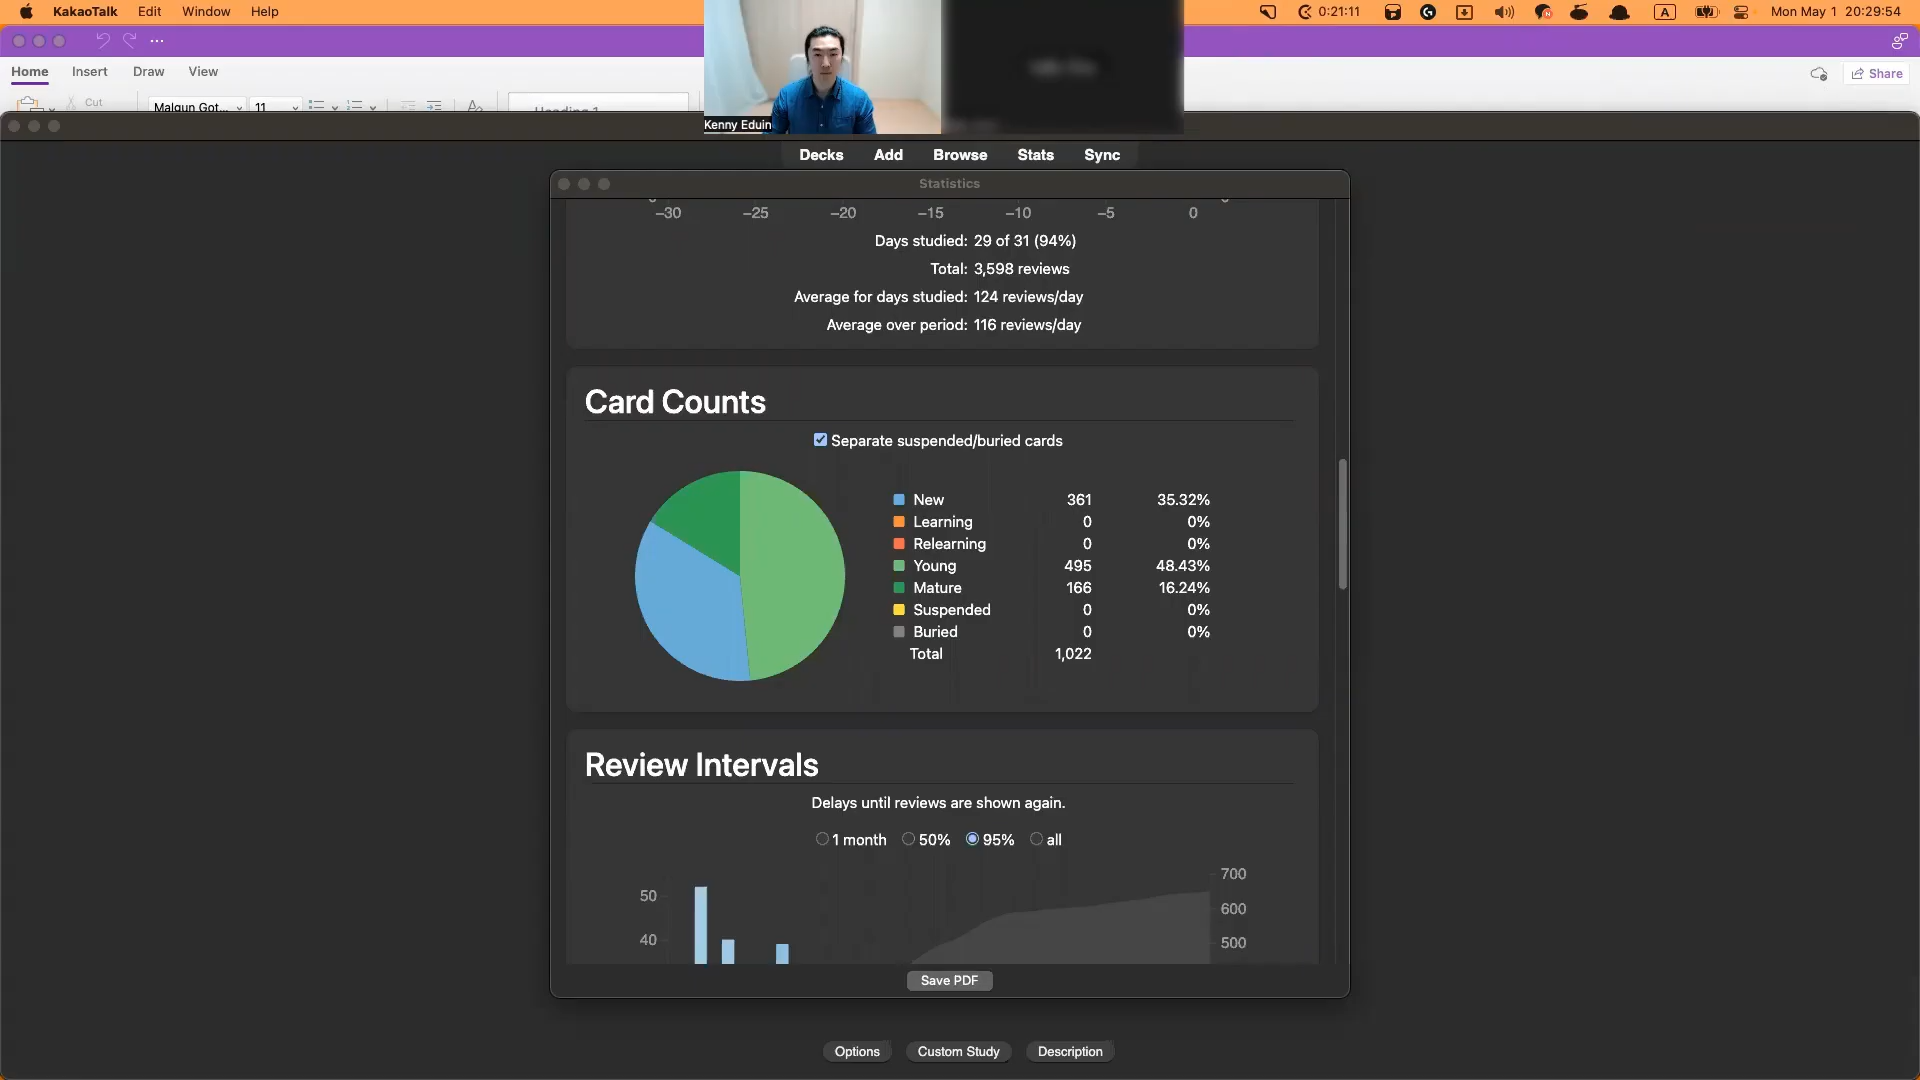 KakaoTalk Edit Window Help 0:21:11 A Mon May 1 20:29:54
Home Insert Draw View Share
Cut Malgun Got... 11 Heading 1
Kenny Eduin
Decks Add Browse Stats Sync
Statistics
−30 −25 −20 −15 −10 −5 0
Days studied: 29 of 31 (94%)
Total: 3,598 reviews
Average for days studied: 124 reviews/day
Average over period: 116 reviews/day
Card Counts
Separate suspended/buried cards
New 361 35.32%
Learning 0 0%
Relearning 0 0%
Young 495 48.43%
Mature 166 16.24%
Suspended 0 0%
Buried 0 0%
Total 1,022
Review Intervals
Delays until reviews are shown again.
1 month 50% 95% all
700
50
600
40
500
Save PDF
Options Custom Study Description